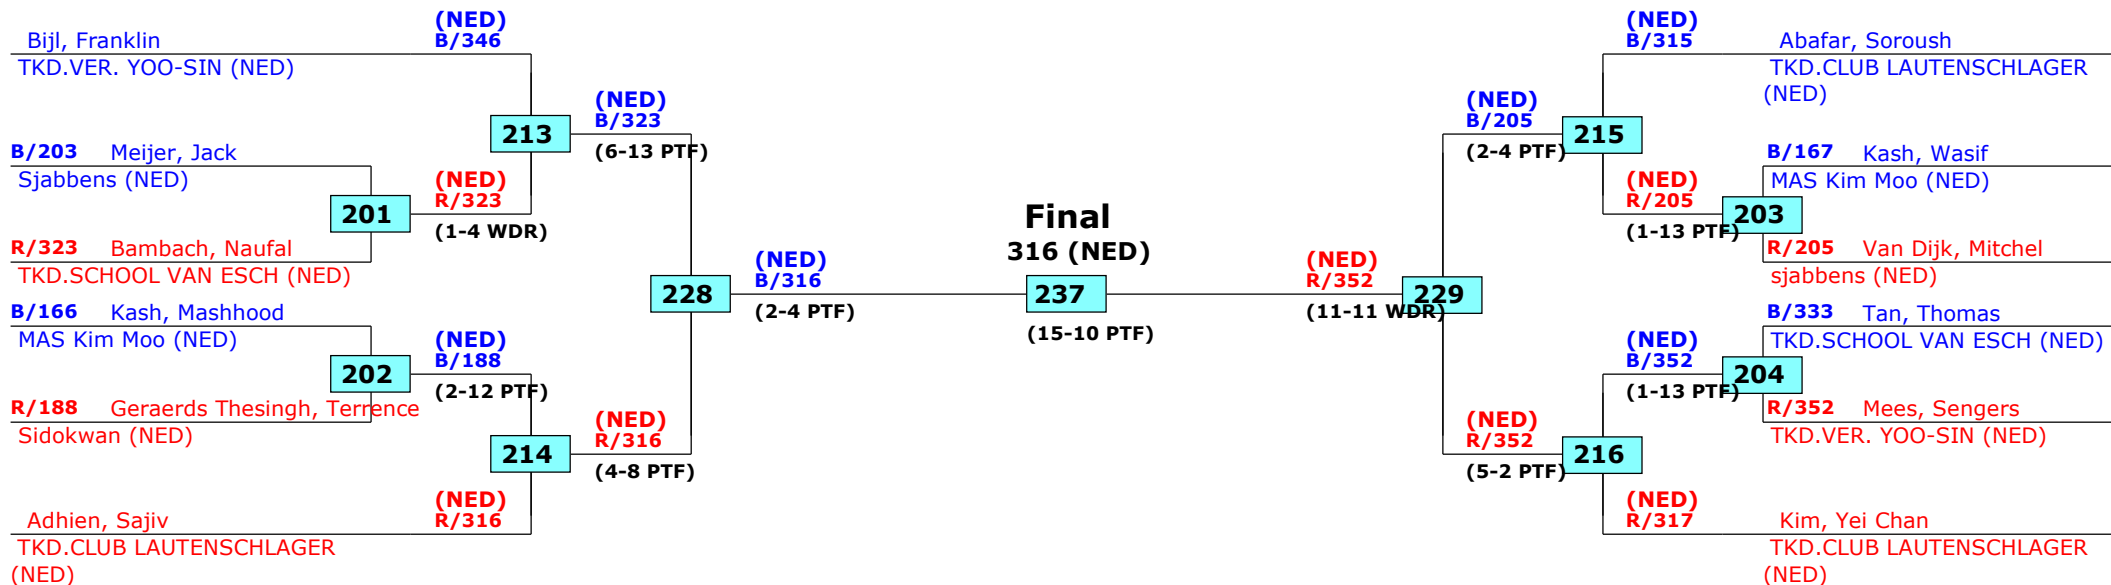 (NED)
B/346
Bijl, Franklin
TKD.VER. YOO-SIN (NED)
213
(NED)
B/323
(6-13 PTF)
B/203 Meijer, Jack
Sjabbens (NED)
201
(NED)
R/323
(1-4 WDR)
R/323 Bambach, Naufal
TKD.SCHOOL VAN ESCH (NED)
228
(NED)
B/316
(2-4 PTF)
B/166 Kash, Mashhood
MAS Kim Moo (NED)
202
(NED)
B/188
(2-12 PTF)
R/188 Geraerds Thesingh, Terrence
Sidokwan (NED)
214
(NED)
R/316
(4-8 PTF)
(NED)
R/316
Adhien, Sajiv
TKD.CLUB LAUTENSCHLAGER
(NED)
Final
316 (NED)
237
(15-10 PTF)
(NED)
B/315
Abafar, Soroush
TKD.CLUB LAUTENSCHLAGER
(NED)
(NED)
B/205
(2-4 PTF)
215
B/167 Kash, Wasif
MAS Kim Moo (NED)
(NED)
R/205
(1-13 PTF)
203
R/205 Van Dijk, Mitchel
sjabbens (NED)
(NED)
R/352
(11-11 WDR)
229
B/333 Tan, Thomas
TKD.SCHOOL VAN ESCH (NED)
(NED)
B/352
(1-13 PTF)
204
R/352 Mees, Sengers
TKD.VER. YOO-SIN (NED)
(NED)
R/352
(5-2 PTF)
216
(NED)
R/317
Kim, Yei Chan
TKD.CLUB LAUTENSCHLAGER
(NED)